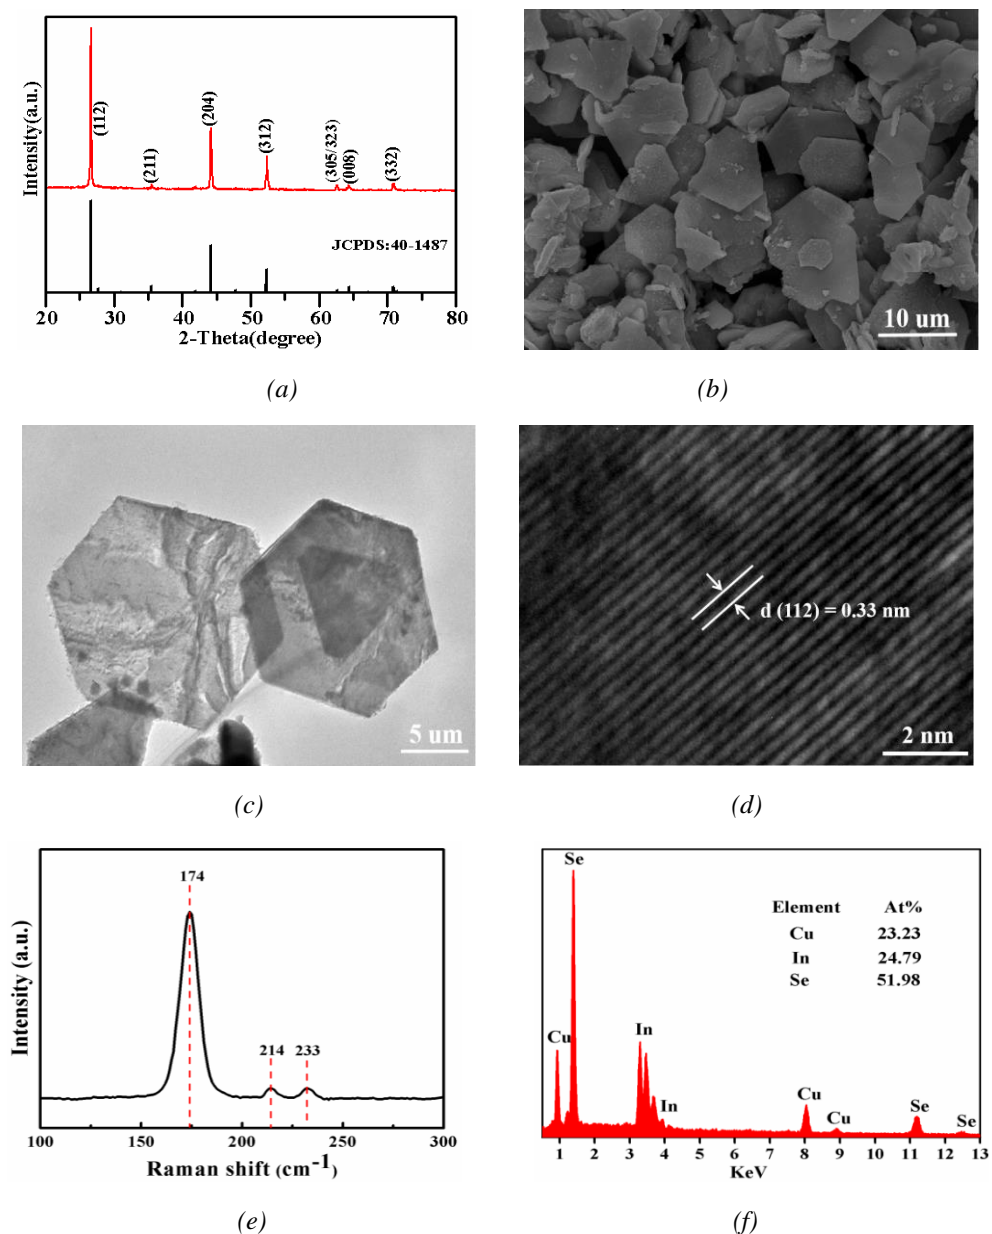 Intensity(a.u.)
(112)
(211)
(204)
(312)
(305/323)
(008)
(332)
JCPDS:40-1487
20 30 40 50 60 70 80
2-Theta(degree)
10 um
(a)
(b)
5 um
d (112) = 0.33 nm
2 nm
(c)
(d)
Intensity (a.u.)
174
214
233
100 150 200 250 300
Raman shift (cm⁻¹)
Se
Element At%
Cu 23.23
In 24.79
Se 51.98
Cu
In
In
Cu
Cu
Se
Se
1 2 3 4 5 6 7 8 9 10 11 12 13
KeV
(e)
(f)